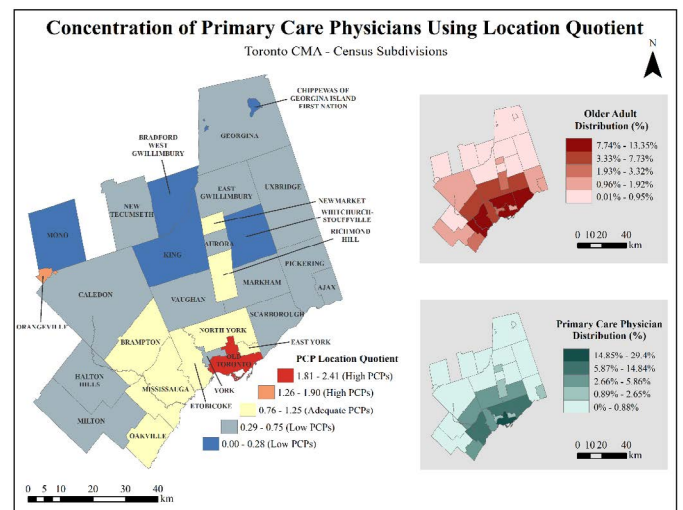 Concentration of Primary Care Physicians Using Location Quotient
Toronto CMA - Census Subdivisions
N
CHIPPEWAS OF
GEORGINA ISLAND
FIRST NATION
GEORGINA
BRADFORD
WEST
GWILLIMBURY
NEW
TECUMSETH
EAST
GWILLIMBURY
UXBRIDGE
NEWMARKET
WHITCHURCH-
STOUFFVILLE
RICHMOND
HILL
MONO
KING
AURORA
ORANGEVILLE
CALEDON
VAUGHAN
MARKHAM
PICKERING
AJAX
SCARBOROUGH
BRAMPTON
NORTH YORK
EAST YORK
OLD
TORONTO
YORK
ETOBICOKE
HALTON
HILLS
MISSISSAUGA
MILTON
OAKVILLE
PCP Location Quotient
1.81 - 2.41 (High PCPs)
1.26 - 1.90 (High PCPs)
0.76 - 1.25 (Adequate PCPs)
0.29 - 0.75 (Low PCPs)
0.00 - 0.28 (Low PCPs)
0 5 10 20 30 40
km
Older Adult
Distribution (%)
7.74% - 13.35%
3.33% - 7.73%
1.93% - 3.32%
0.96% - 1.92%
0.01% - 0.95%
0 10 20 40
km
Primary Care Physician
Distribution (%)
14.85% - 29.4%
5.87% - 14.84%
2.66% - 5.86%
0.89% - 2.65%
0% - 0.88%
0 10 20 40
km